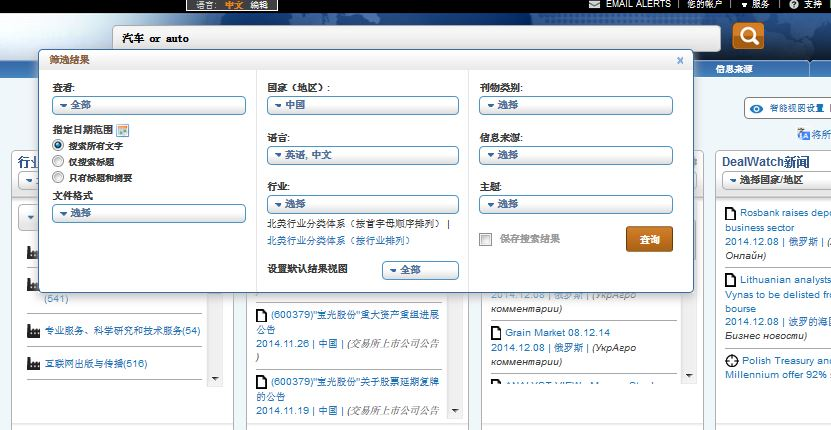 语言: 中文 编辑
EMAIL ALERTS | 您的帐户 | 服务 | 支持
汽车 or auto
信息来源
筛选结果 x
查看:
全部
指定日期范围
搜索所有文字
仅搜索标题
只有标题和摘要
文件格式
选择
国家（地区）:
中国
语言:
英语, 中文
行业:
选择
北美行业分类体系（按首字母顺序排列） |
北美行业分类体系（按行业排列）
设置默认结果视图
全部
刊物类别:
选择
信息来源:
选择
主题:
选择
保存搜索结果
查询
智能视图设置
将所
行
(541)
专业服务、科学研究和技术服务(54)
互联网出版与传播(516)
(600379)"宝光股份"重大资产重组进展
公告
2014.11.26 | 中国 | (交易所上市公司公告
)
(600379)"宝光股份"关于股票延期复牌
的公告
2014.11.19 | 中国 | (交易所上市公司公告
2014.12.08 | 俄罗斯 | (УкрАгро
комментарии)
Grain Market 08.12.14
2014.12.08 | 俄罗斯 | (УкрАгро
комментарии)
DealWatch新闻
选择国家/地区
Rosbank raises depo
business sector
2014.12.08 | 俄罗斯 | (
Онлайн)
Lithuanian analysts
Vynas to be delisted fro
bourse
2014.12.08 | 波罗的海国
Бизнес новости)
Polish Treasury and
Millennium offer 92% s